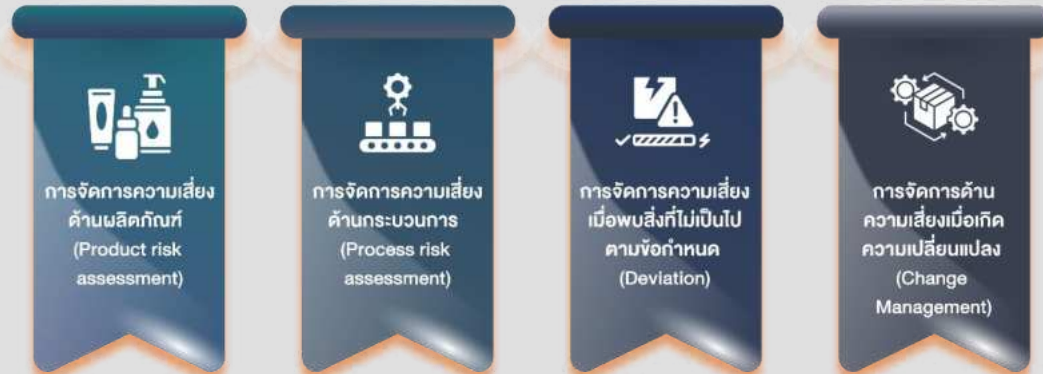 การจัดการความเสี่ยง
ด้านผลิตภัณฑ์
(Product risk
assessment)
การจัดการความเสี่ยง
ด้านกระบวนการ
(Process risk
assessment)
การจัดการความเสี่ยง
เมื่อพบสิ่งที่ไม่เป็นไป
ตามข้อกำหนด
(Deviation)
การจัดการด้าน
ความเสี่ยงเมื่อเกิด
ความเปลี่ยนแปลง
(Change
Management)